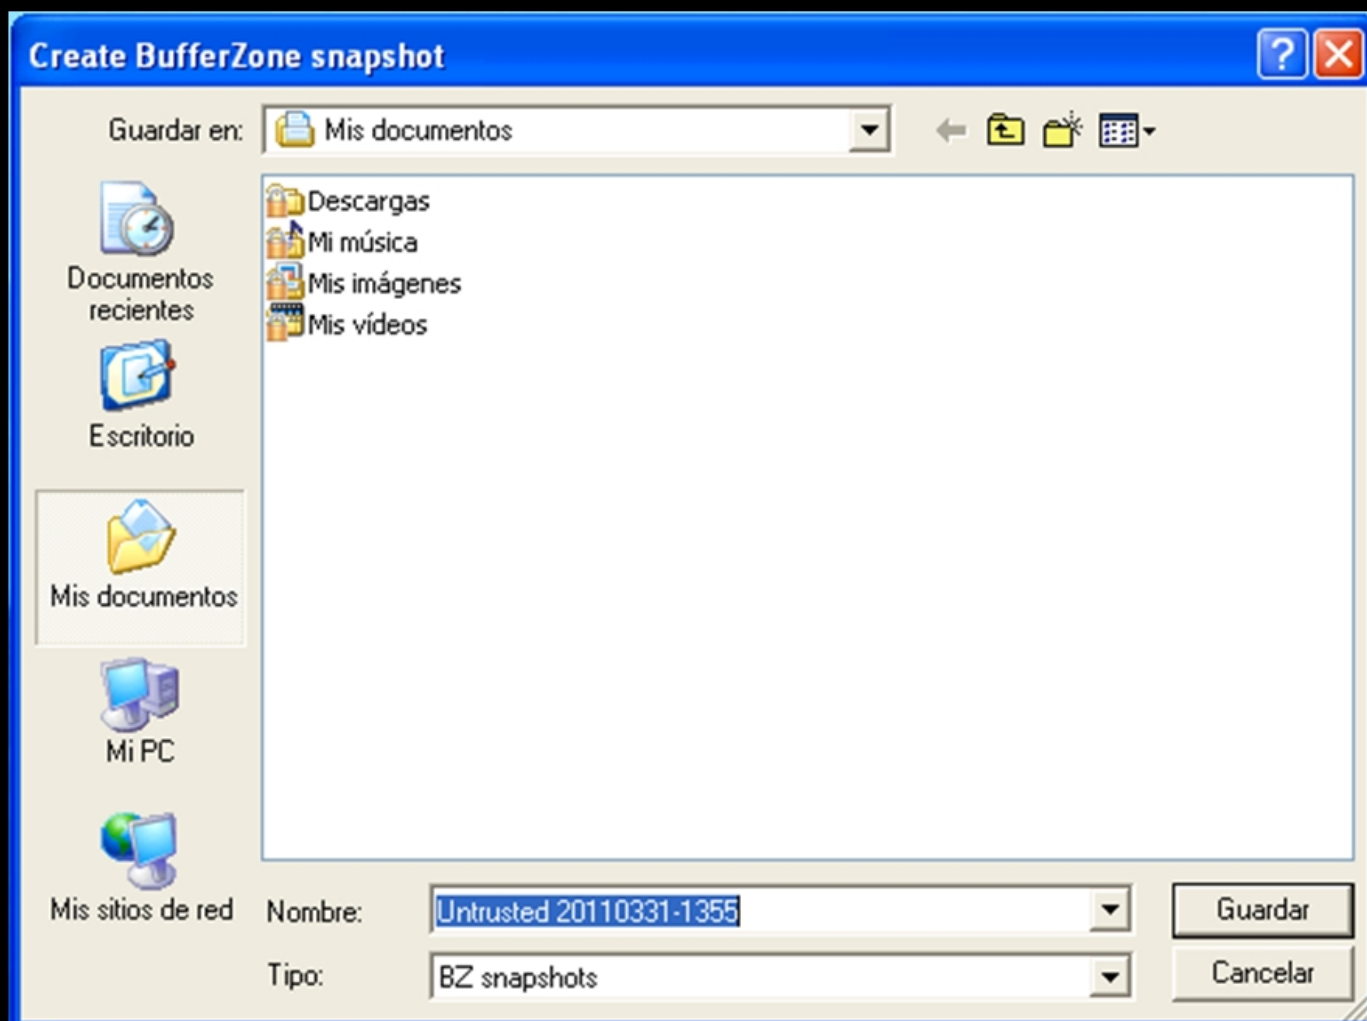 Create BufferZone snapshot
?
Guardar en:
Mis documentos
Descargas
Mi música
Mis imágenes
Mis vídeos
Documentos
recientes
Escritorio
Mis documentos
Mi PC
Mis sitios de red
Nombre:
Untrusted 20110331-1355
Guardar
Tipo:
BZ snapshots
Cancelar